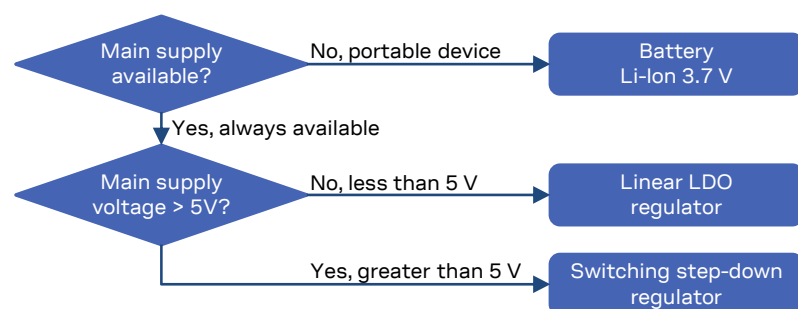 Main supply
available?
No, portable device
Battery
Li-Ion 3.7 V
Yes, always available
Main supply
voltage > 5V?
No, less than 5 V
Linear LDO
regulator
Yes, greater than 5 V
Switching step-down
regulator